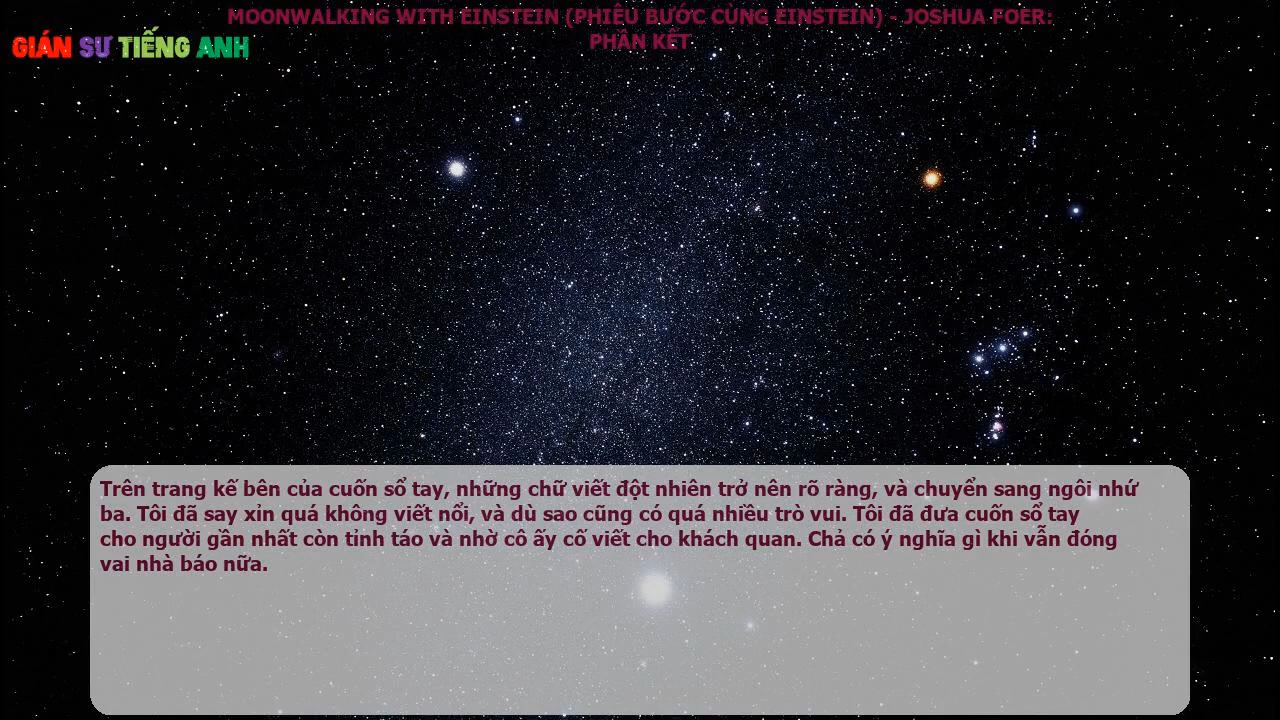 MOONWALKING WITH EINSTEIN (PHIÊU BƯỚC CÙNG EINSTEIN) - JOSHUA FOER:
PHẦN KẾT
GIÁN SƯ TIẾNG ANH
Trên trang kế bên của cuốn sổ tay, những chữ viết đột nhiên trở nên rõ ràng, và chuyển sang ngôi nhứ
ba. Tôi đã say xỉn quá không viết nổi, và dù sao cũng có quá nhiều trò vui. Tôi đã đưa cuốn sổ tay
cho người gần nhất còn tỉnh táo và nhờ cô ấy cố viết cho khách quan. Chả có ý nghĩa gì khi vẫn đóng
vai nhà báo nữa.